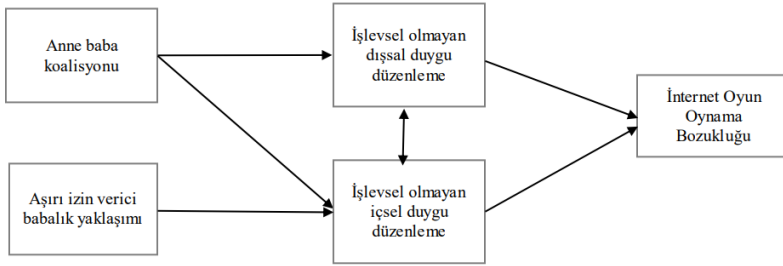 Anne baba
koalisyonu
İşlevsel olmayan
dışsal duygu
düzenleme
İnternet Oyun
Oynama
Bozukluğu
Aşırı izin verici
babalık yaklaşımı
İşlevsel olmayan
içsel duygu
düzenleme